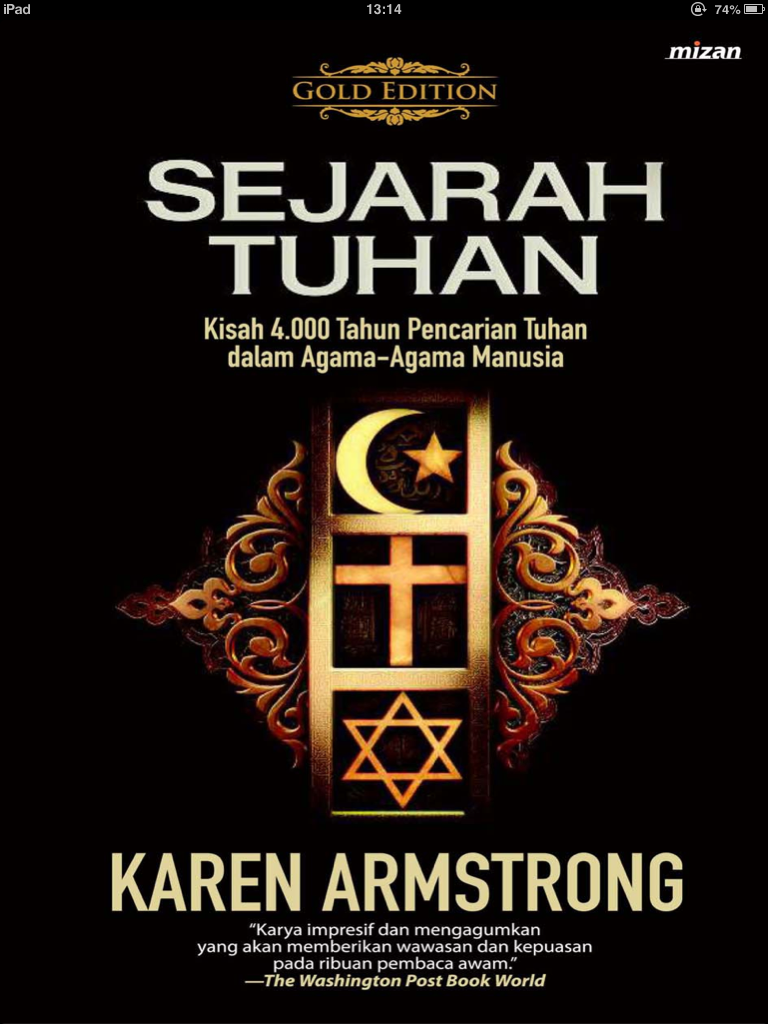 iPad 13:14 74%
mizan
GOLD EDITION
SEJARAH
TUHAN
Kisah 4.000 Tahun Pencarian Tuhan
dalam Agama-Agama Manusia
KAREN ARMSTRONG
“Karya impresif dan mengagumkan
yang akan memberikan wawasan dan kepuasan
pada ribuan pembaca awam.”
—The Washington Post Book World